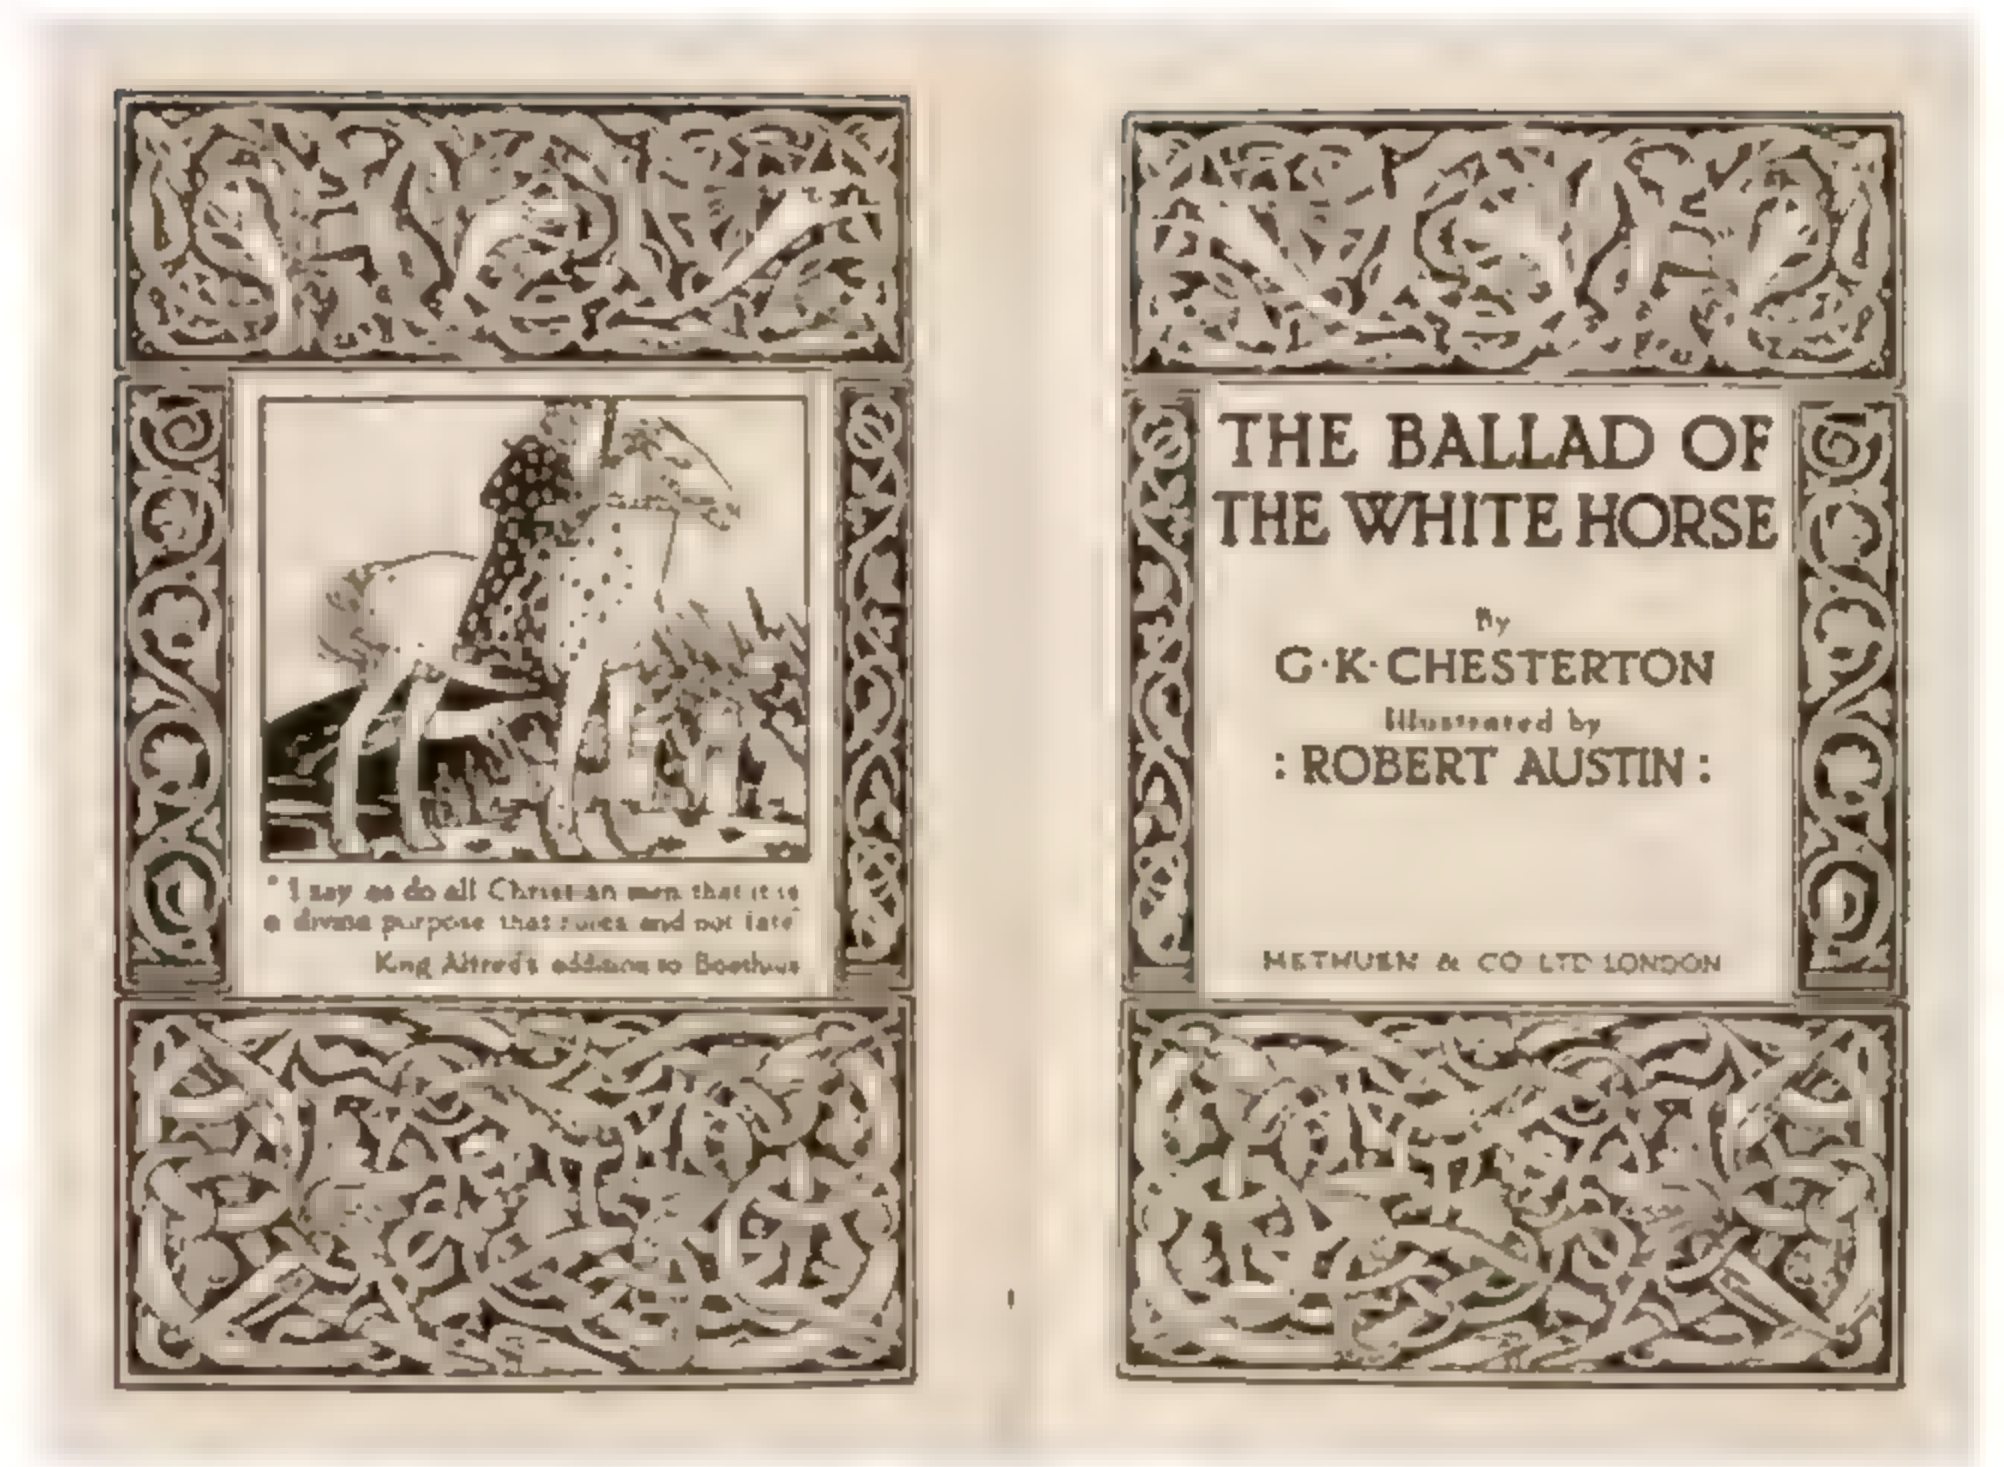 "I say as do all Christian men that it is
a divine purpose that rules and not fate"
King Alfred's addition to Boethius
THE BALLAD OF
THE WHITE HORSE
By
G·K·CHESTERTON
Illustrated by
: ROBERT AUSTIN :
METHUEN & CO LTD LONDON